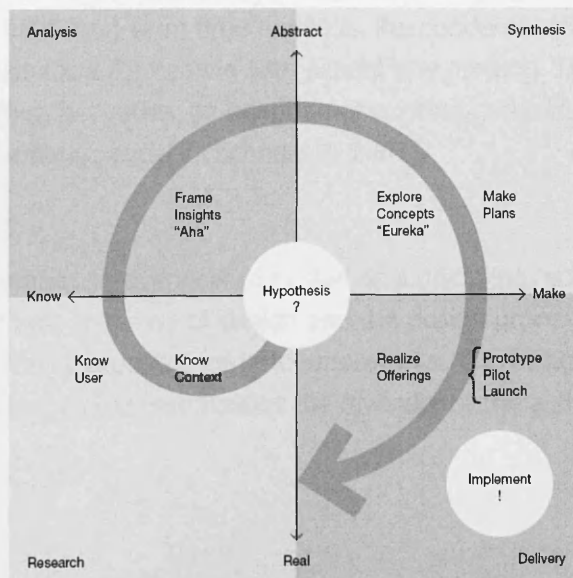 Analysis
Abstract
Synthesis
Frame
Insights
"Aha"
Explore
Concepts
"Eureka"
Make
Plans
Know
Hypothesis
?
Make
Know
User
Know
Context
Realize
Offerings
Prototype
Pilot
Launch
Implement
!
Research
Real
Delivery